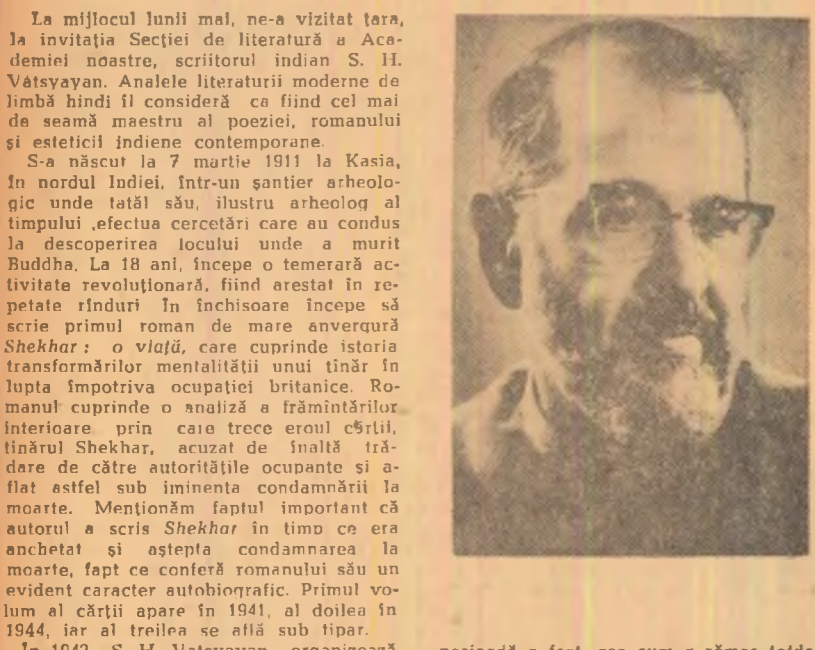 La mijlocul lunii mai, ne-a vizitat țara,
la invitația Secției de literatură a Aca-
demiei noastre, scriitorul indian S. H.
Vátsyayan. Analele literaturii moderne de
limbă hindi îl consideră ca fiind cel mai
de seamă maestru al poeziei, romanului
și esteticii indiene contemporane.
S-a născut la 7 martie 1911 la Kasia,
în nordul Indiei, într-un șantier arheolo-
gic unde tatăl său, ilustru arheolog al
timpului ,efectua cercetări care au condus
la descoperirea locului unde a murit
Buddha. La 18 ani, începe o temerară ac-
tivitate revoluționară, fiind arestat în re-
petate rînduri În închisoare începe să
scrie primul roman de mare anvergură
Shekhar : o viață, care cuprinde istoria
transformărilor mentalității unui tînăr în
lupta împotriva ocupației britanice. Ro-
manul cuprinde o analiză a frămîntărilor
interioare prin care trece eroul cărții,
tînărul Shekhar, acuzat de înaltă tră-
dare de către autoritățile ocupante și a-
flat astfel sub iminența condamnării la
moarte. Menționăm faptul important că
autorul a scris Shekhar în timp ce era
anchetat și aștepta condamnarea la
moarte, fapt ce conferă romanului său un
evident caracter autobiografic. Primul vo-
lum al cărții apare în 1941, al doilea în
1944, iar al treilea se află sub tipar.
În 1942, S. H. Vatsyayan organizează